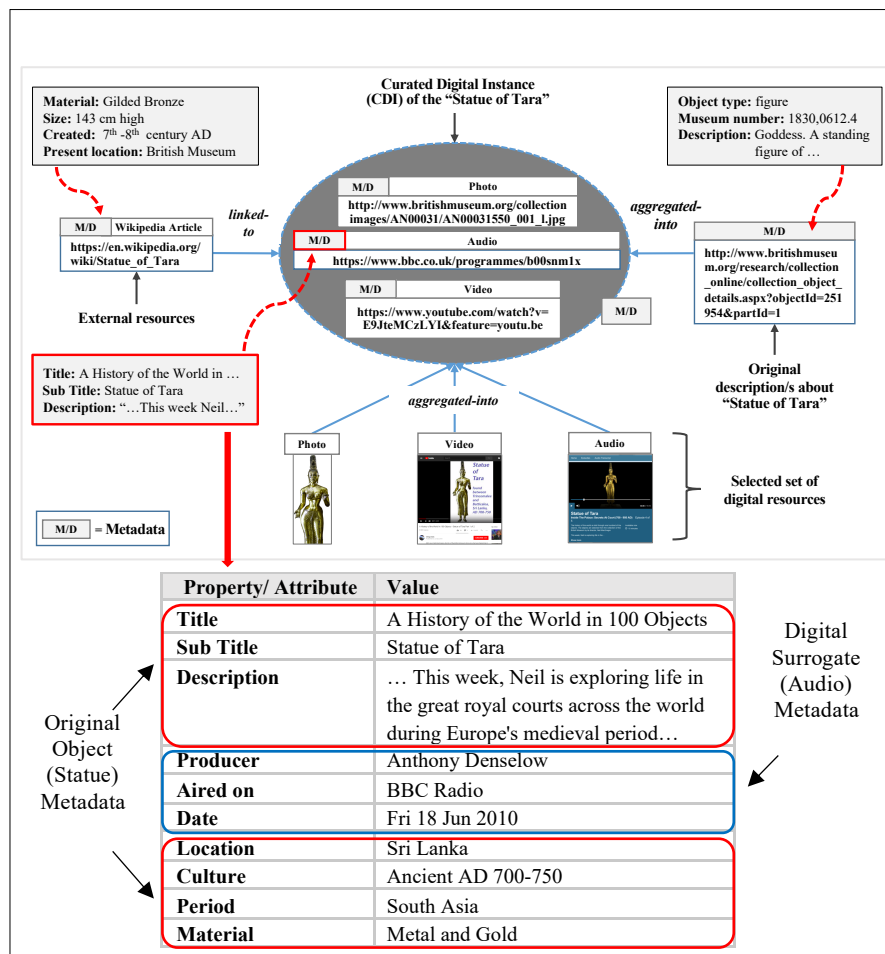 Curated Digital Instance
(CDI) of the “Statue of Tara”
Material: Gilded Bronze
Size: 143 cm high
Created: 7th -8th century AD
Present location: British Museum
Object type: figure
Museum number: 1830,0612.4
Description: Goddess. A standing
figure of …
M/D Wikipedia Article
https://en.wikipedia.org/
wiki/Statue_of_Tara
External resources
linked-
to
M/D Photo
http://www.britishmuseum.org/collection
images/AN00031/AN00031550_001_l.jpg
M/D Audio
https://www.bbc.co.uk/programmes/b00snm1x
M/D Video
https://www.youtube.com/watch?v=
E9JteMCzLYI&feature=youtu.be
M/D
aggregated-
into
M/D
http://www.britishmuseu
m.org/research/collection
_online/collection_object_
details.aspx?objectId=251
954&partId=1
Original
description/s about
“Statue of Tara”
Title: A History of the World in …
Sub Title: Statue of Tara
Description: “…This week Neil…”
aggregated-into
Photo
Video
Statue
of
Tara
Audio
Statue of Tara
Selected set of
digital resources
M/D = Metadata
Property/ Attribute Value
Title A History of the World in 100 Objects
Sub Title Statue of Tara
Description … This week, Neil is exploring life in
the great royal courts across the world
during Europe's medieval period…
Producer Anthony Denselow
Aired on BBC Radio
Date Fri 18 Jun 2010
Location Sri Lanka
Culture Ancient AD 700-750
Period South Asia
Material Metal and Gold
Original
Object
(Statue)
Metadata
Digital
Surrogate
(Audio)
Metadata